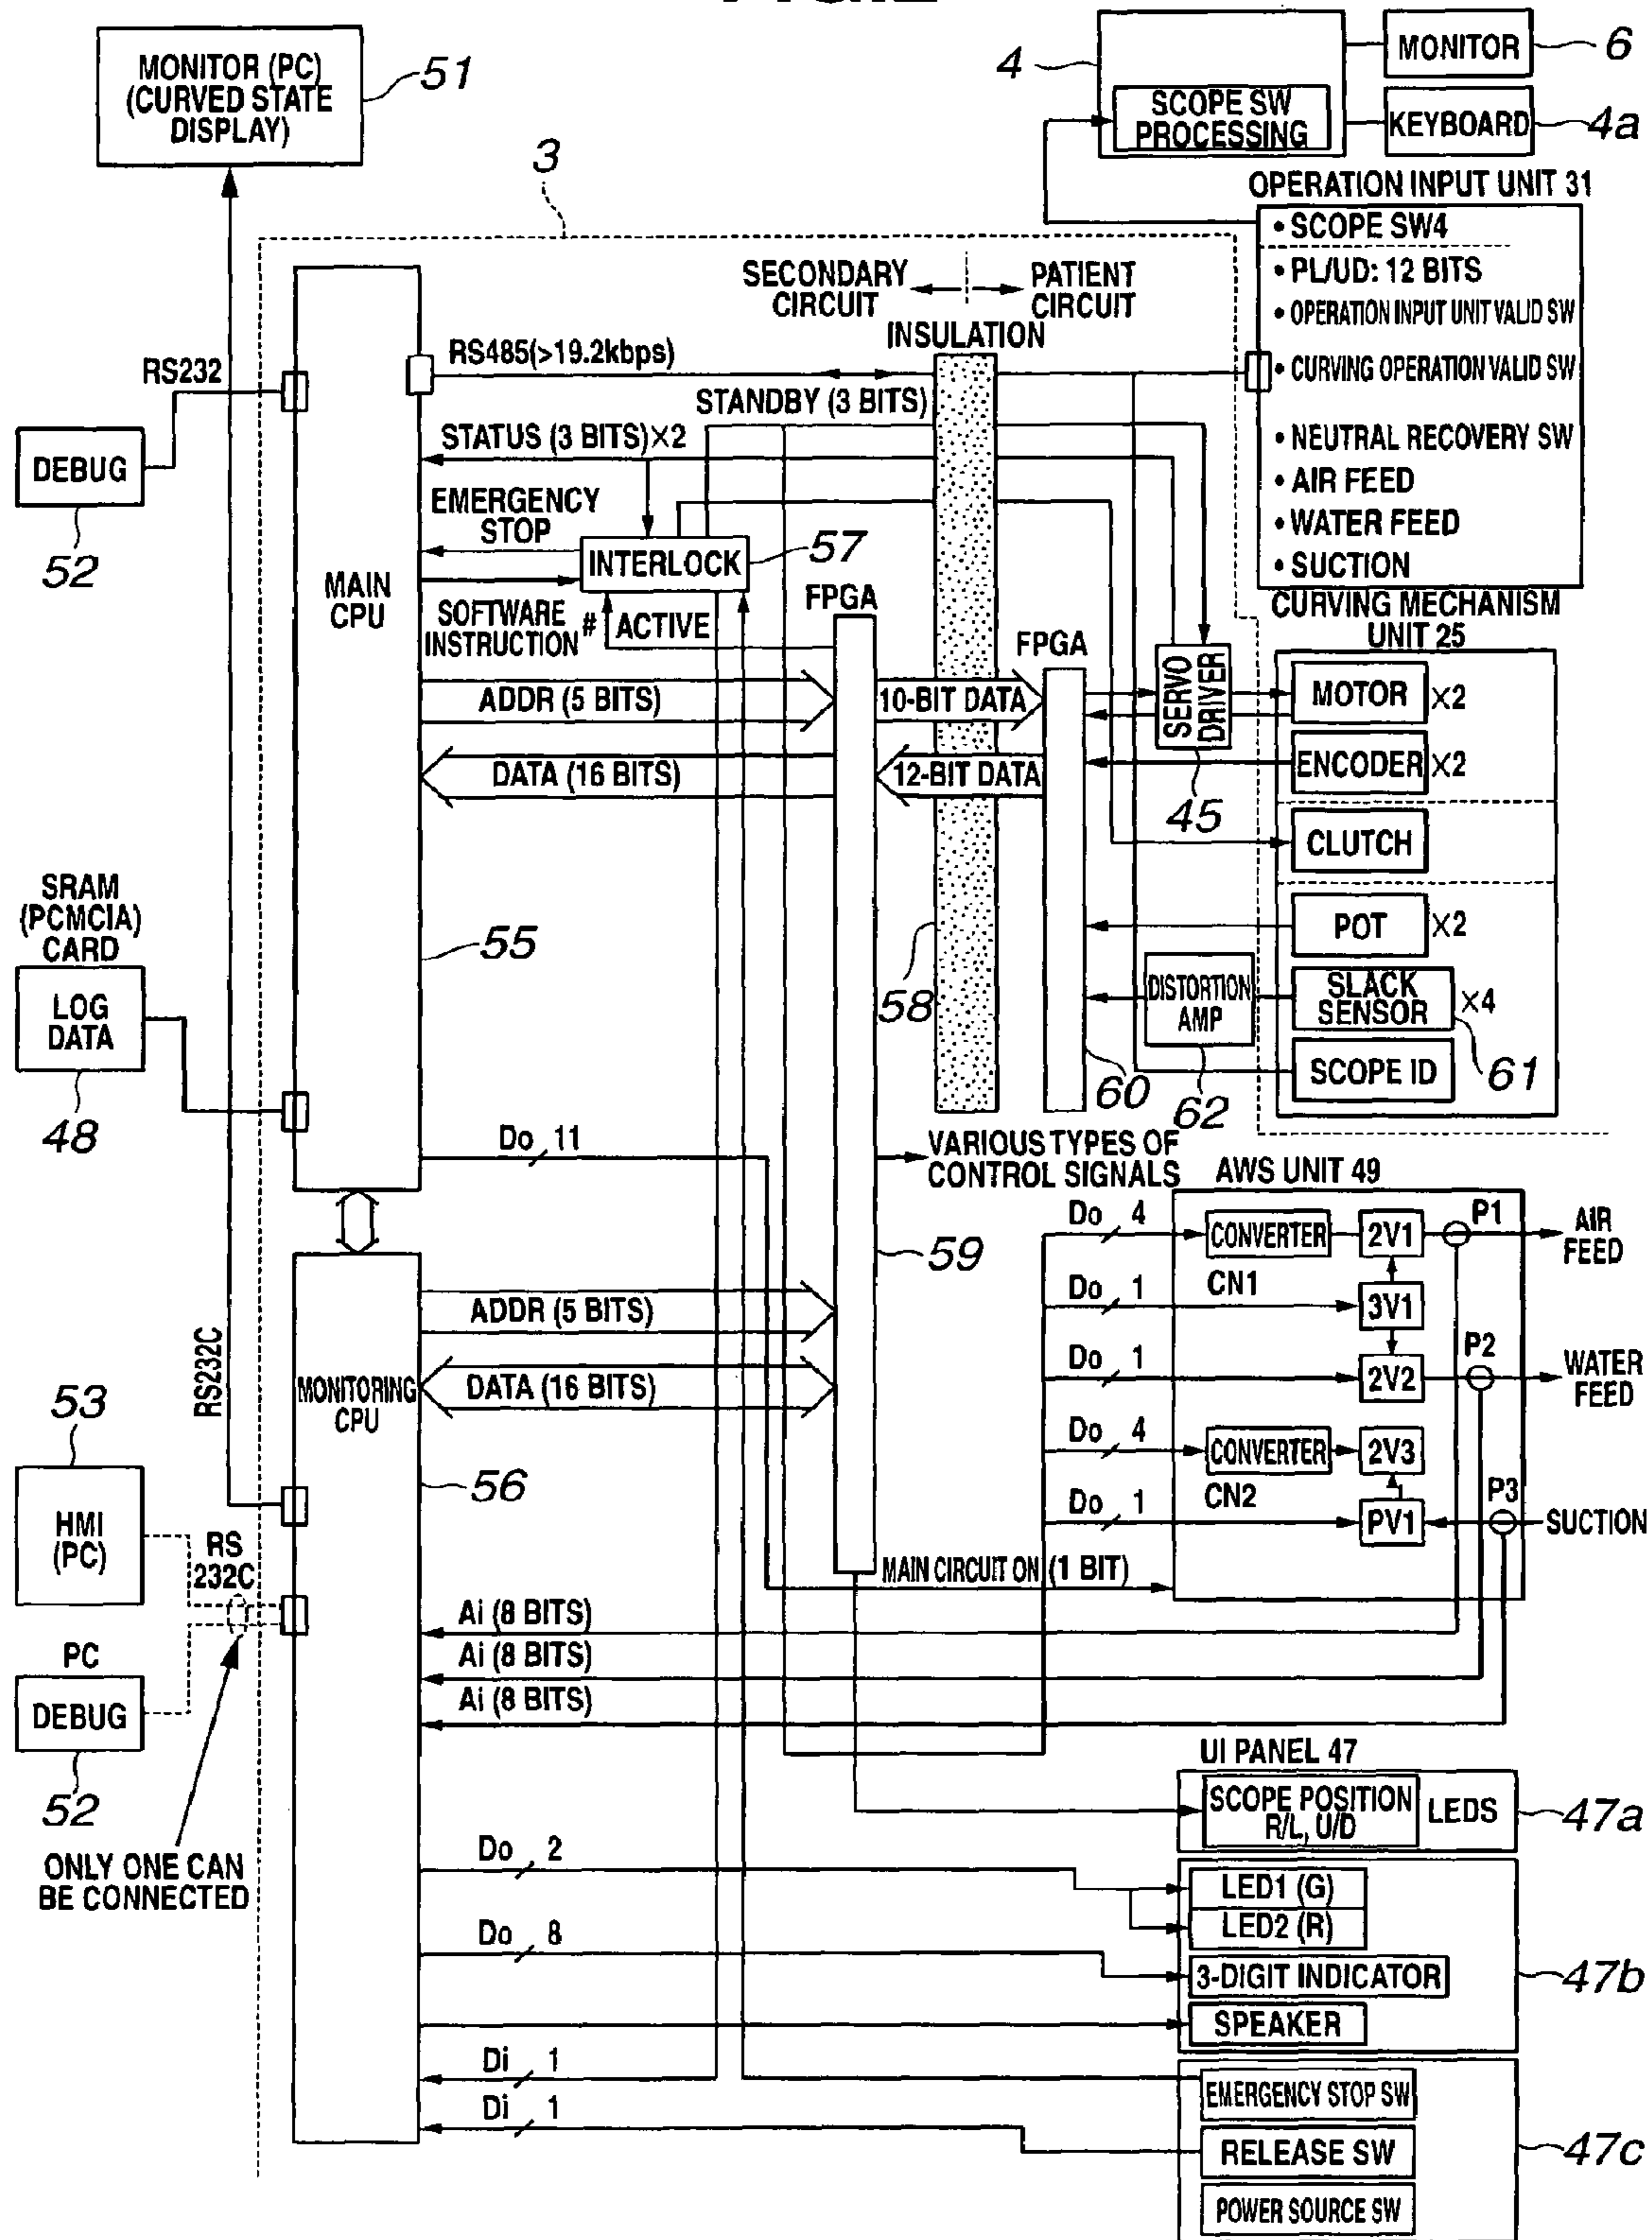 MONITOR (PC)
(CURVED STATE
DISPLAY)
51
4
SCOPE SW
PROCESSING
MONITOR
6
KEYBOARD
4a
3
OPERATION INPUT UNIT 31
• SCOPE SW4
• PL/UD: 12 BITS
• OPERATION INPUT UNIT VALID SW
• CURVING OPERATION VALID SW
• NEUTRAL RECOVERY SW
• AIR FEED
• WATER FEED
• SUCTION
SECONDARY
CIRCUIT
PATIENT
CIRCUIT
INSULATION
RS232
RS485(>19.2kbps)
STANDBY (3 BITS)
STATUS (3 BITS)×2
DEBUG
52
EMERGENCY
STOP
INTERLOCK
57
MAIN
CPU
SOFTWARE
INSTRUCTION
# ACTIVE
FPGA
FPGA
CURVING MECHANISM
UNIT 25
ADDR (5 BITS)
10-BIT DATA
SERVO
DRIVER
MOTOR
×2
DATA (16 BITS)
12-BIT DATA
ENCODER
×2
45
CLUTCH
SRAM
(PCMCIA)
CARD
55
POT
×2
LOG
DATA
48
58
DISTORTION
AMP
SLACK
SENSOR
×4
60
62
SCOPE ID
61
Do 11
VARIOUS TYPES OF
CONTROL SIGNALS
AWS UNIT 49
59
Do 4
CONVERTER
2V1
P1
AIR
FEED
CN1
Do 1
3V1
ADDR (5 BITS)
Do 1
2V2
P2
WATER
FEED
RS232C
MONITORING
CPU
DATA (16 BITS)
53
Do 4
CONVERTER
2V3
CN2
56
Do 1
PV1
P3
SUCTION
HMI
(PC)
RS
232C
MAIN CIRCUIT ON (1 BIT)
Ai (8 BITS)
Ai (8 BITS)
Ai (8 BITS)
PC
DEBUG
52
UI PANEL 47
SCOPE POSITION
R/L, U/D
LEDS
47a
ONLY ONE CAN
BE CONNECTED
Do 2
LED1 (G)
LED2 (R)
Do 8
3-DIGIT INDICATOR
47b
SPEAKER
Di 1
EMERGENCY STOP SW
Di 1
RELEASE SW
47c
POWER SOURCE SW